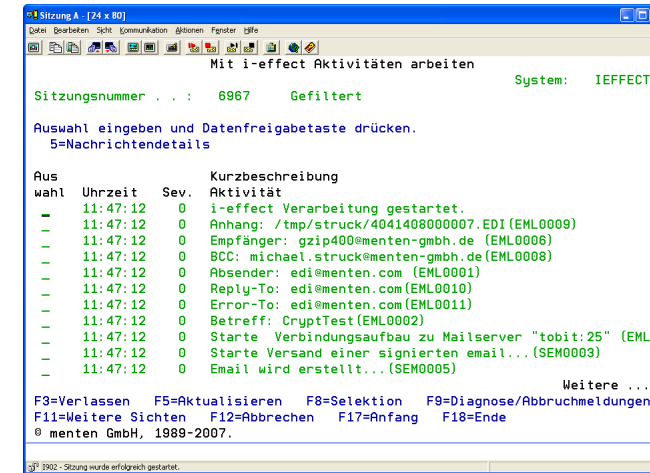 Sitzung A - [24 x 80]
Datei Bearbeiten Sicht Kommunikation Aktionen Fenster Hilfe
Mit i-effect Aktivitäten arbeiten
System: IEFFECT
Sitzungsnummer . . : 6967 Gefiltert
Auswahl eingeben und Datenfreigabetaste drücken.
5=Nachrichtendetails
Aus Kurzbeschreibung
wahl Uhrzeit Sev. Aktivität
_ 11:47:12 0 i-effect Verarbeitung gestartet.
_ 11:47:12 0 Anhang: /tmp/struck/4041408000007.EDI(EML0009)
_ 11:47:12 0 Empfänger: gzip400@menten-gmbh.de (EML0006)
_ 11:47:12 0 BCC: michael.struck@menten-gmbh.de(EML0008)
_ 11:47:12 0 Absender: edi@menten.com (EML0001)
_ 11:47:12 0 Reply-To: edi@menten.com(EML0010)
_ 11:47:12 0 Error-To: edi@menten.com(EML0011)
_ 11:47:12 0 Betreff: CryptTest(EML0002)
_ 11:47:12 0 Starte Verbindungsaufbau zu Mailserver "tobit:25" (EML
_ 11:47:12 0 Starte Versand einer signierten email...(SEM0003)
_ 11:47:12 0 Email wird erstellt...(SEM0005)
Weitere ...
F3=Verlassen F5=Aktualisieren F8=Selektion F9=Diagnose/Abbruchmeldungen
F11=Weitere Sichten F12=Abbrechen F17=Anfang F18=Ende
© menten GmbH, 1989-2007.
I902 - Sitzung wurde erfolgreich gestartet.